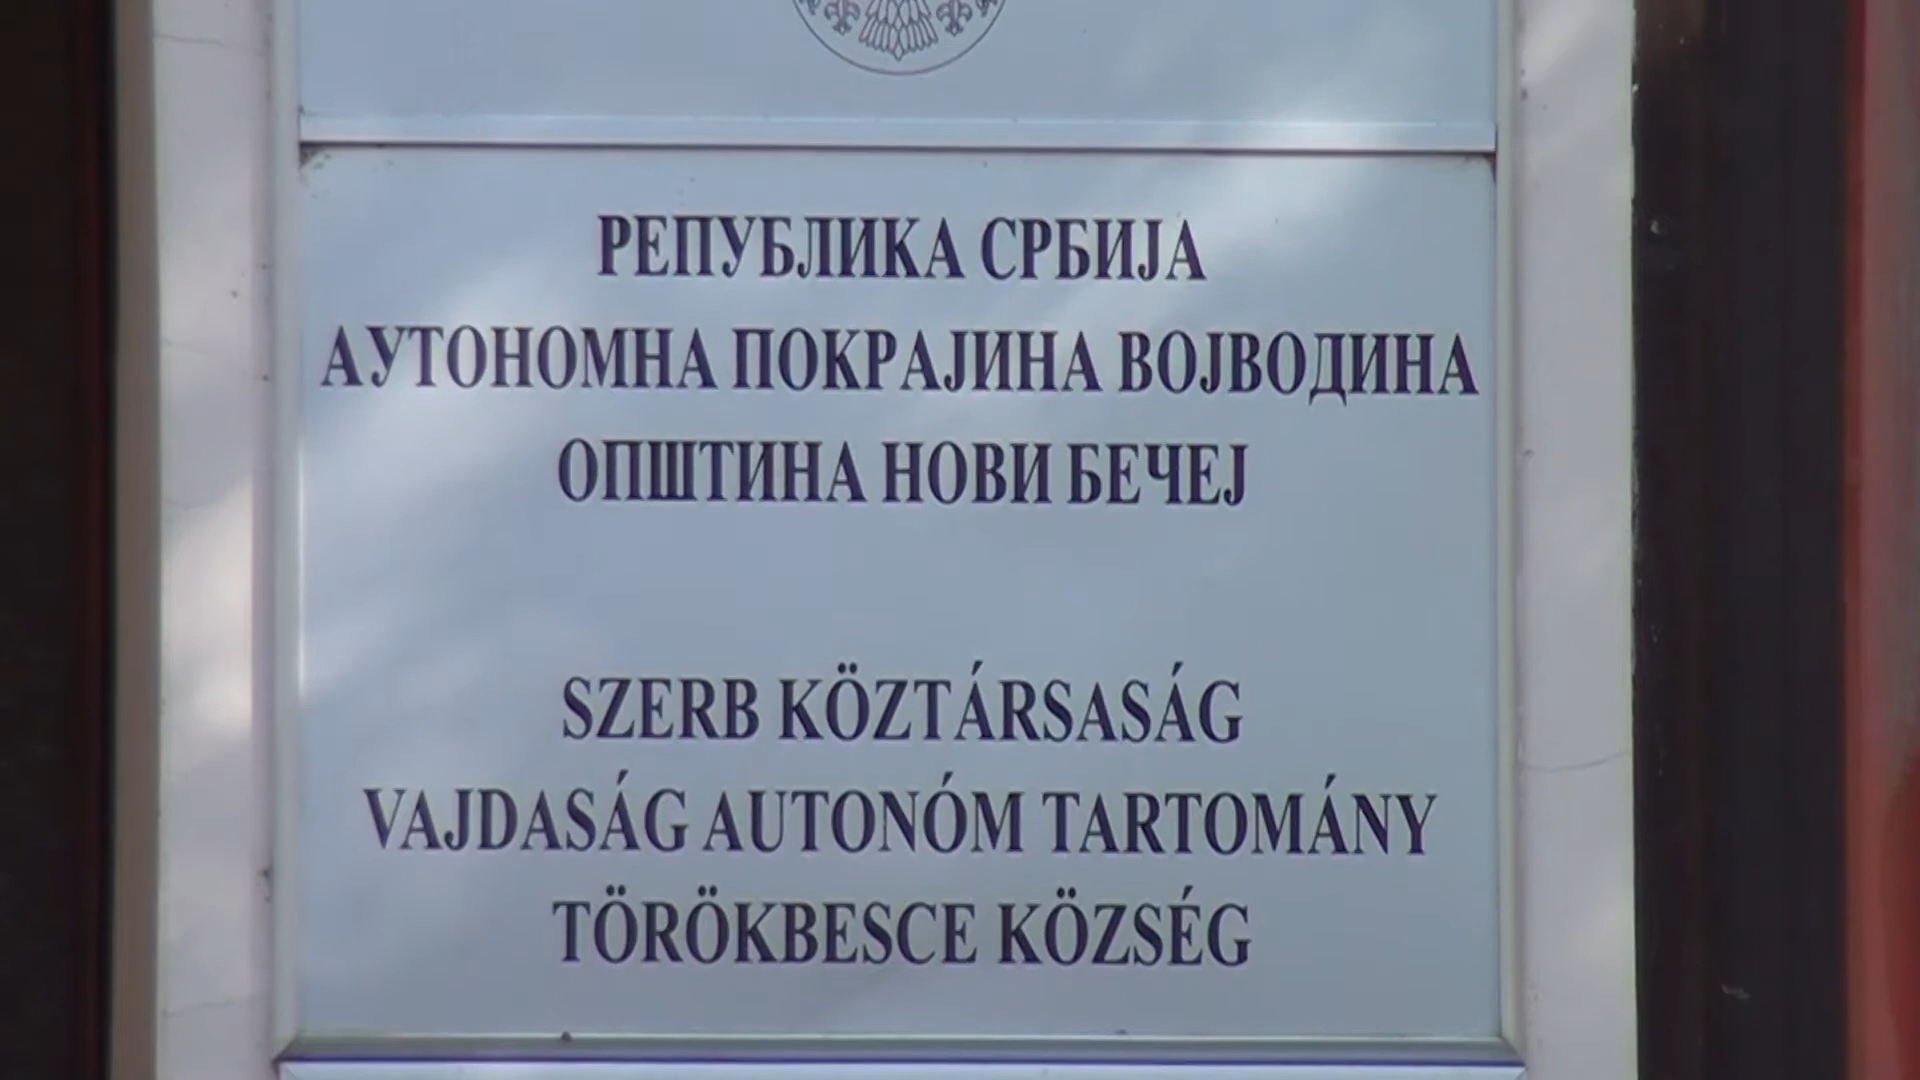 РЕПУБЛИКА СРБИЈА
АУТОНОМНА ПОКРАЈИНА ВОЈВОДИНА
ОПШТИНА НОВИ БЕЧЕЈ
SZERB KÖZTÁRSASÁG
VAJDASÁG AUTONÓM TARTOMÁNY
TÖRÖKBESCE KÖZSÉG